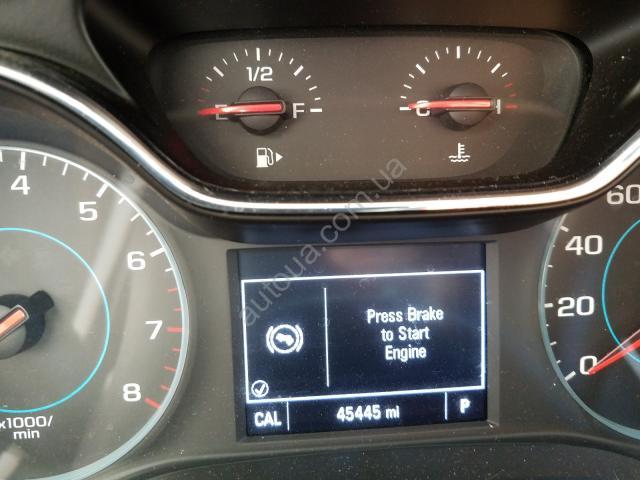 1/2
E F
C H
4 5 6 7 8
x1000/
min
60
40
20
0
Press Brake
to Start
Engine
CAL 45445 mi P
autoua.com.ua